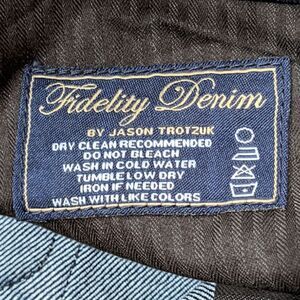 Fidelity Denim
BY JASON TROTZUK
DRY CLEAN RECOMMENDED
DO NOT BLEACH
WASH IN COLD WATER
TUMBLE LOW DRY
IRON IF NEEDED
WASH WITH LIKE COLORS